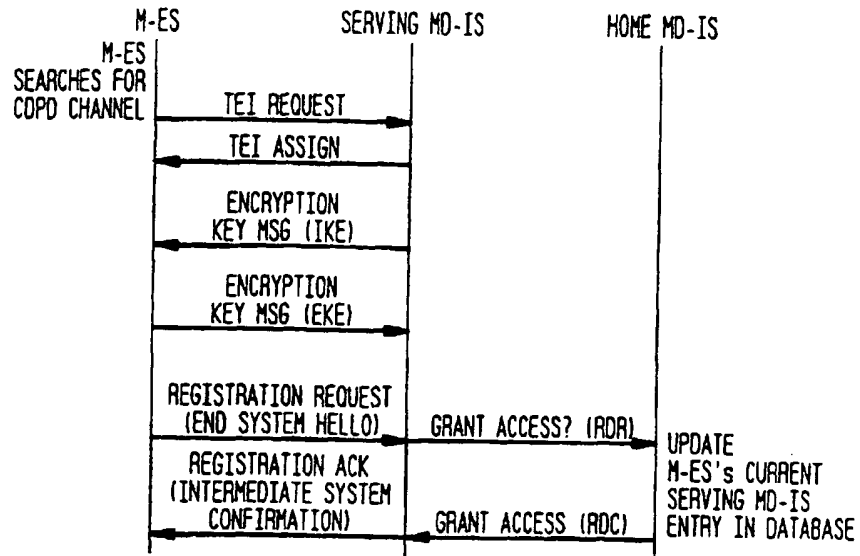 M-ES
SERVING MD-IS
HOME MD-IS
M-ES
SEARCHES FOR
CDPD CHANNEL
TEI REQUEST
TEI ASSIGN
ENCRYPTION
KEY MSG (IKE)
ENCRYPTION
KEY MSG (EKE)
REGISTRATION REQUEST
(END SYSTEM HELLO)
GRANT ACCESS? (RDR)
REGISTRATION ACK
(INTERMEDIATE SYSTEM
CONFIRMATION)
GRANT ACCESS (RDC)
UPDATE
M-ES's CURRENT
SERVING MD-IS
ENTRY IN DATABASE